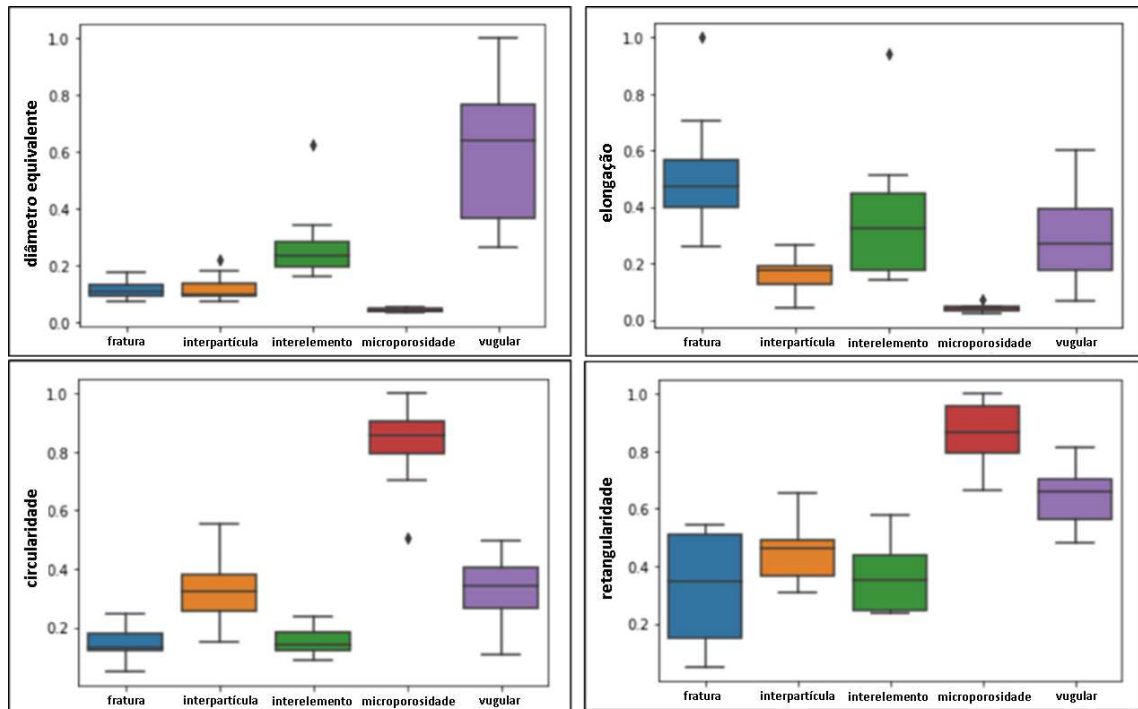 diâmetro equivalente
1.0
0.8
0.6
0.4
0.2
0.0
fratura interpartícula interelemento microporosidade vugular
elongação
1.0
0.8
0.6
0.4
0.2
0.0
fratura interpartícula interelemento microporosidade vugular
circularidade
1.0
0.8
0.6
0.4
0.2
fratura interpartícula interelemento microporosidade vugular
retangularidade
1.0
0.8
0.6
0.4
0.2
fratura interpartícula interelemento microporosidade vugular